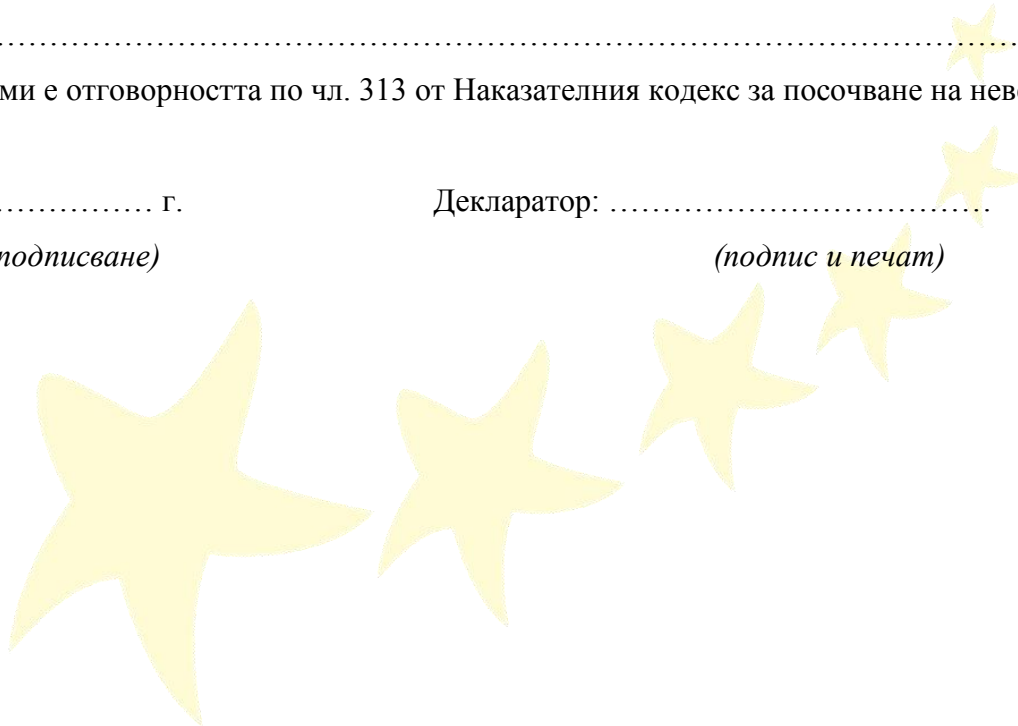 ……………………………………………………………………………………
ми е отговорността по чл. 313 от Наказателния кодекс за посочване на нев
…………… г. Декларатор: ………………………………
подписване) (подпис и печат)